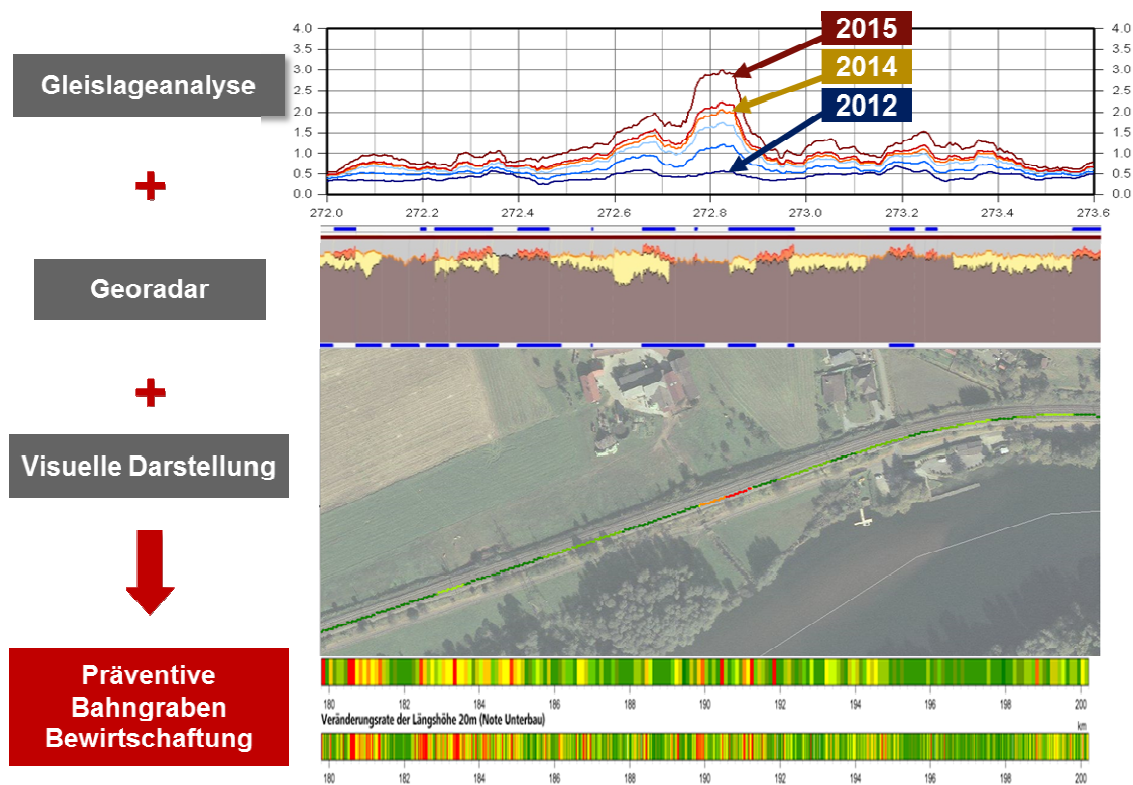 Gleislageanalyse
+
Georadar
+
Visuelle Darstellung
Präventive
Bahngraben
Bewirtschaftung
2015
2014
2012
4.0 4.0
3.5 3.5
3.0 3.0
2.5 2.5
2.0 2.0
1.5 1.5
1.0 1.0
0.5 0.5
0.0 0.0
272.0 272.2 272.4 272.6 272.8 273.0 273.2 273.4 273.6
180 182 184 186 188 190 192 194 196 198 200
Veränderungsrate der Längshöhe 20m (Note Unterbau) km
180 182 184 186 188 190 192 194 196 198 200